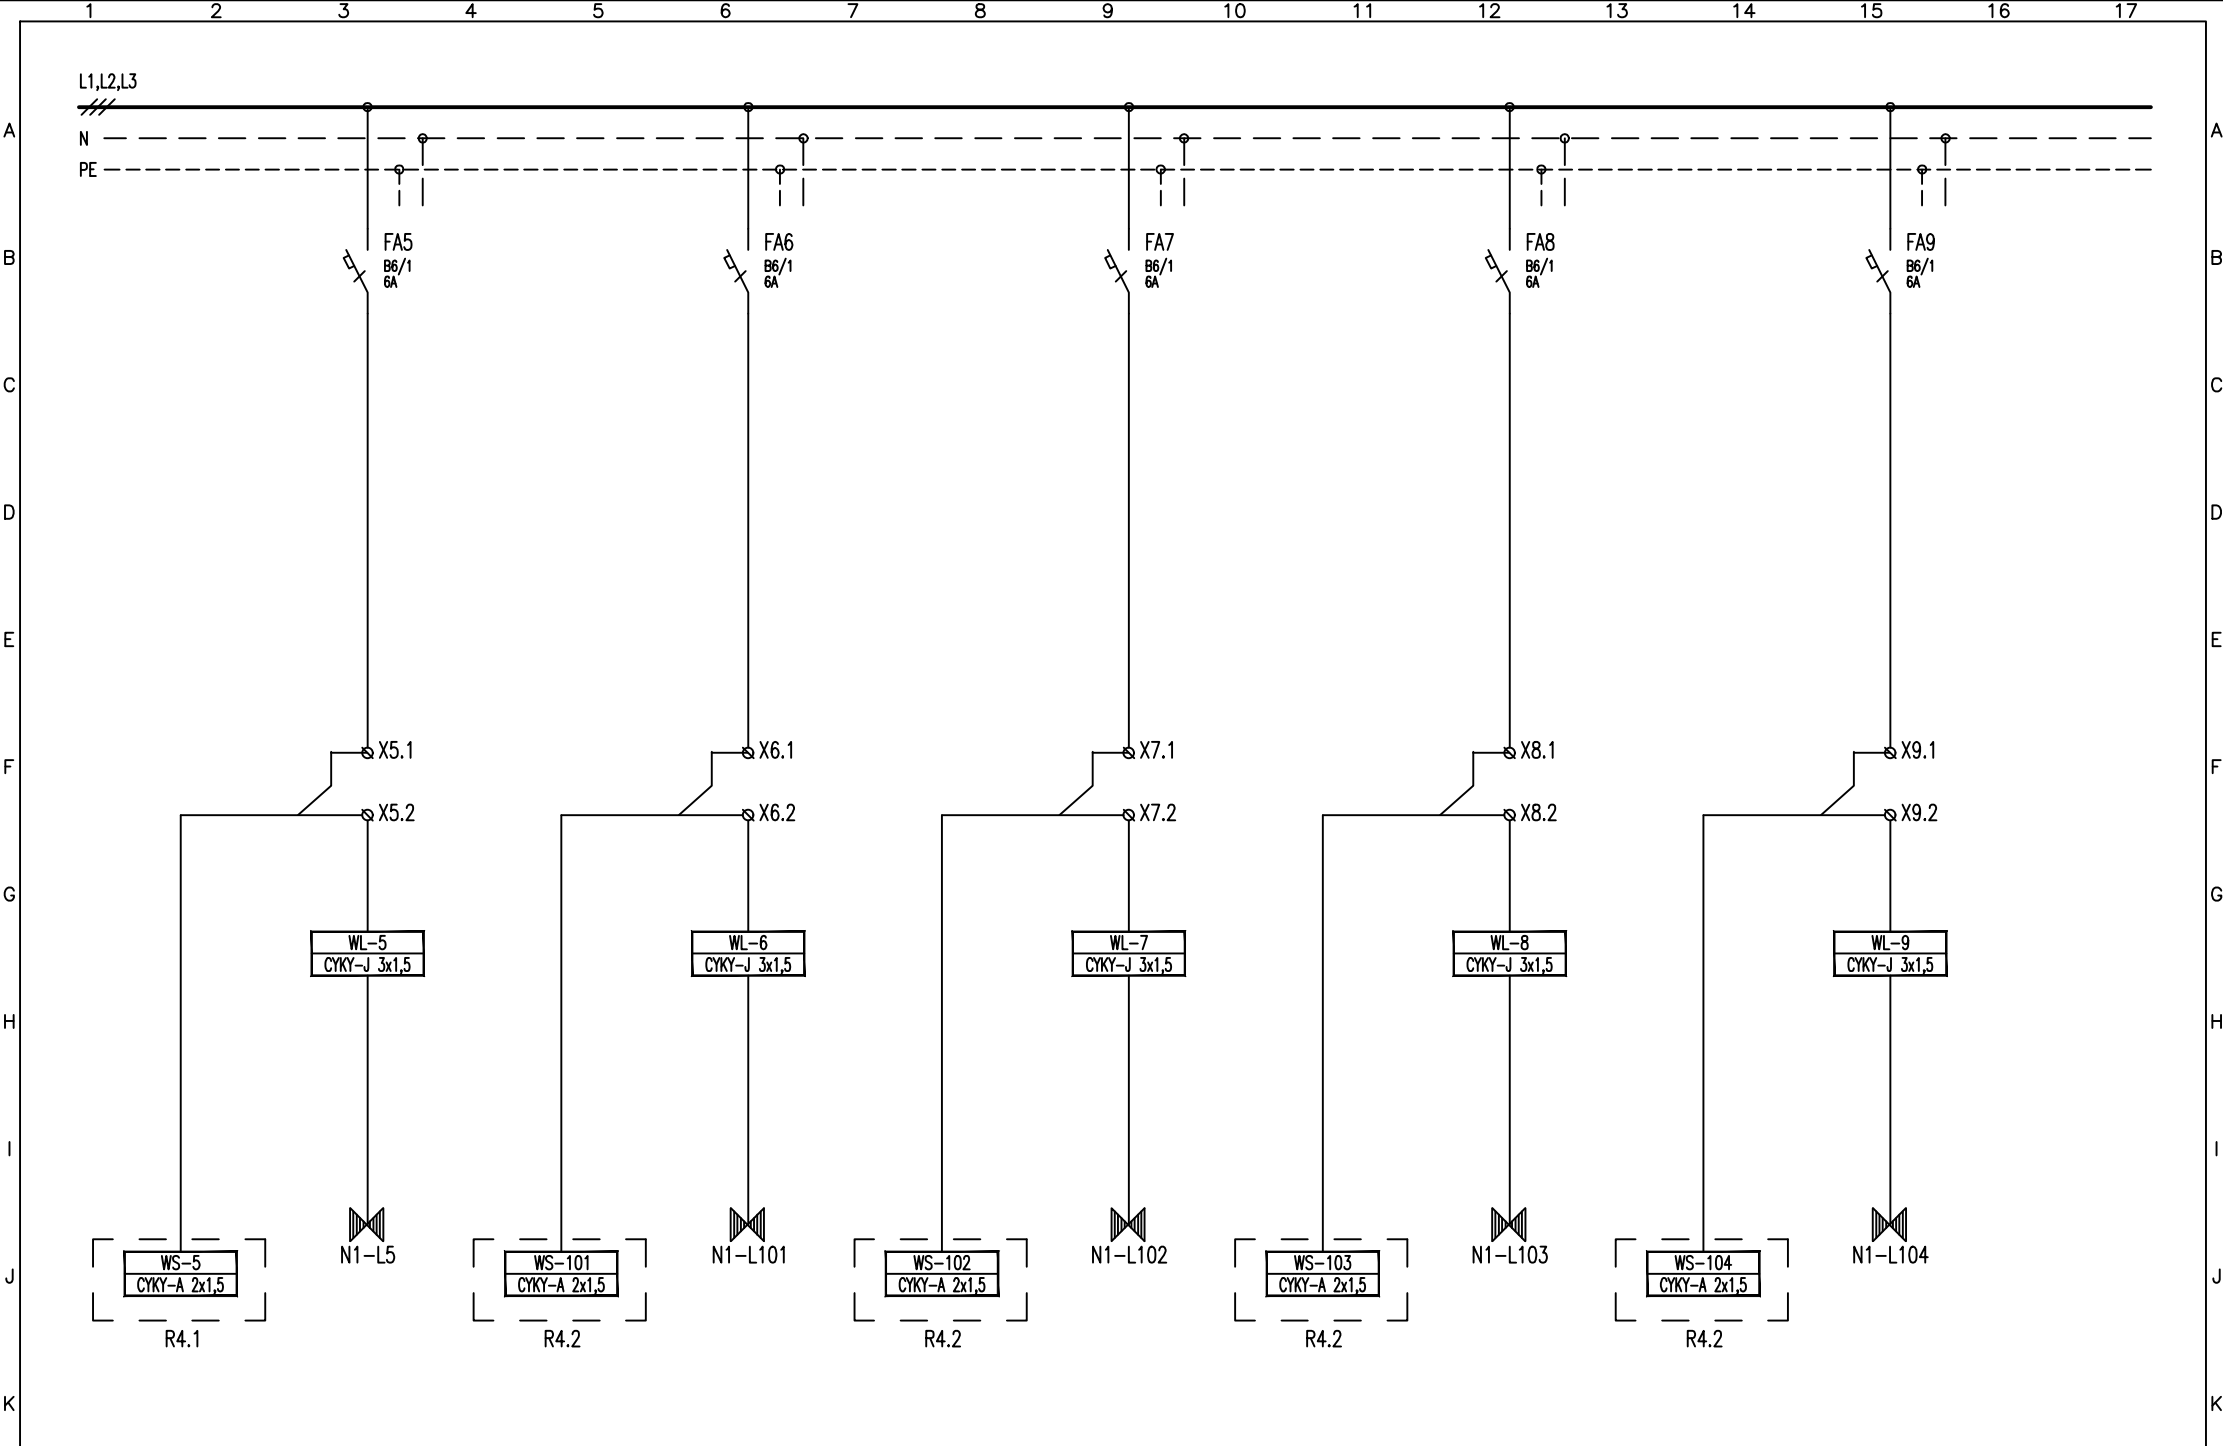 1 2 3 4 5 6 7 8 9 10 11 12 13 14 15 16 17
L1,L2,L3
A N A
PE
FA5 FA6 FA7 FA8 FA9
B B6/1 B6/1 B6/1 B6/1 B6/1 B
6A 6A 6A 6A 6A
C C
D D
E E
X5.1 X6.1 X7.1 X8.1 X9.1
F F
X5.2 X6.2 X7.2 X8.2 X9.2
G G
WL-5 WL-6 WL-7 WL-8 WL-9
CYKY-J 3x1,5 CYKY-J 3x1,5 CYKY-J 3x1,5 CYKY-J 3x1,5 CYKY-J 3x1,5
H H
I I
N1-L5 N1-L101 N1-L102 N1-L103 N1-L104
WS-5 WS-101 WS-102 WS-103 WS-104
J J
CYKY-A 2x1,5 CYKY-A 2x1,5 CYKY-A 2x1,5 CYKY-A 2x1,5 CYKY-A 2x1,5
R4.1 R4.2 R4.2 R4.2 R4.2
K K